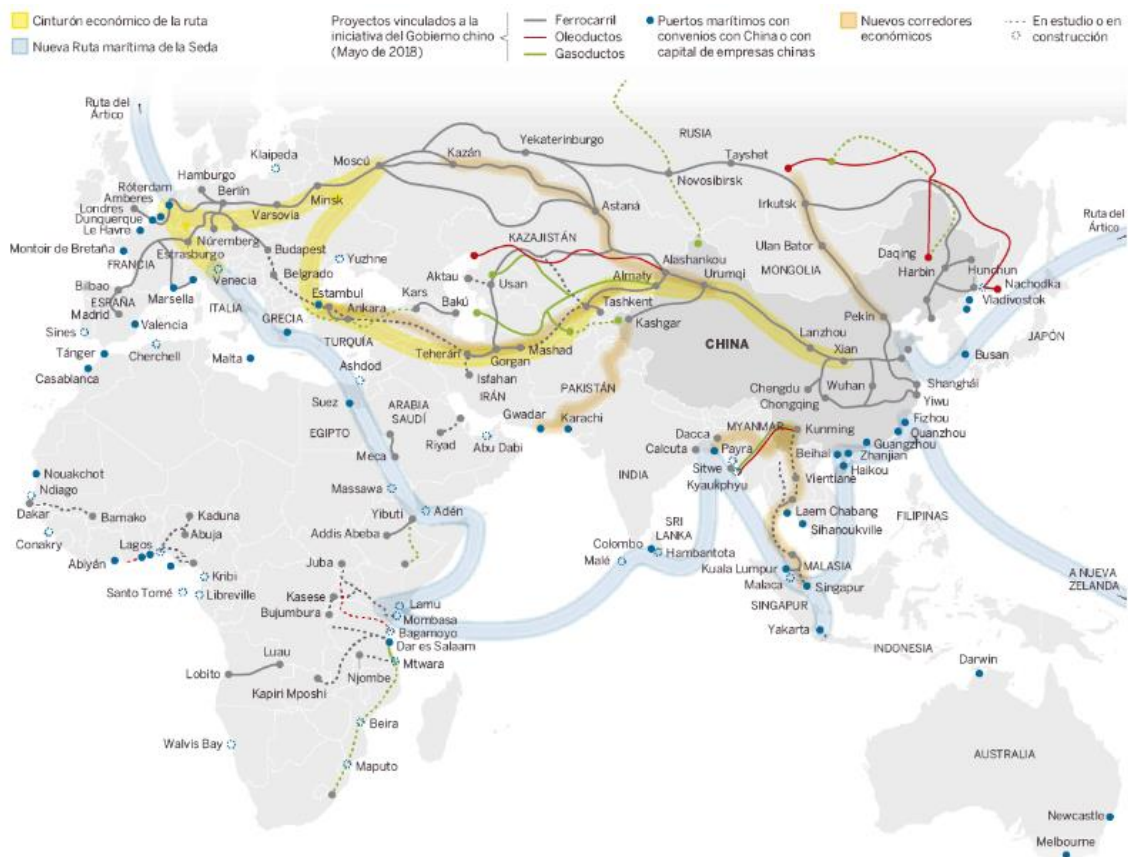 Cinturón económico de la ruta
Nueva Ruta marítima de la Seda
Proyectos vinculados a la
iniciativa del Gobierno chino
(Mayo de 2018)
Ferrocarril
Oleoductos
Gasoductos
Puertos marítimos con
convenios con China o con
capital de empresas chinas
Nuevos corredores
económicos
En estudio o en
construcción
Ruta del
Ártico
Klaipeda
Hamburgo
Róterdam
Berlín
Amberes
Londres
Dunquerque
Le Havre
Varsovia
Minsk
Moscú
Kazán
Yekaterinburgo
RUSIA
Tayshet
Novosibirsk
Astaná
Irkutsk
Montoir de Bretaña
Núremberg
Estrasburgo
FRANCIA
Budapest
Venecia
Belgrado
Yuzhne
KAZAJISTÁN
Alashankou
Ulan Bator
MONGOLIA
Daqing
Harbin
Hunchun
Nachodka
Vladivostok
Ruta del
Ártico
Bilbao
ESPAÑA
Madrid
Marsella
ITALIA
Estambul
Ankara
Kars
Bakú
Aktau
Usan
Almaty
Urumqi
Tashkent
Kashgar
Pekín
Sines
Valencia
GRECIA
TURQUÍA
Teherán
Gorgan
Mashad
CHINA
Lanzhou
Xian
JAPÓN
Busan
Tánger
Cherchell
Malta
Ashdod
Isfahan
IRÁN
PAKISTÁN
Chengdu
Wuhan
Chongqing
Shanghái
Yiwu
Casablanca
Suez
ARABIA
SAUDÍ
Gwadar
Karachi
MYANMAR
Kunming
Fizhou
Quanzhou
EGIPTO
Riyad
Abu Dabi
Dacca
Calcuta
Payra
Guangzhou
Beihal
Zhanjian
Haikou
Meca
INDIA
Sitwe
Kyaukphyu
Vientiane
Nouakchot
Ndiago
Massawa
Adén
Laem Chabang
FILIPINAS
Dakar
Bamako
Kaduna
Abuja
Yibuti
Addis Abeba
SRI
LANKA
Sihanoukville
Conakry
Lagos
Abiyán
Juba
Colombo
Hambantota
Malé
Kuala Lumpur
MALASIA
Malaca
Singapur
A NUEVA
ZELANDA
Kribi
Santo Tomé
Libreville
Kasese
Bujumbura
Lamu
Mombasa
Bagamoyo
SINGAPUR
Yakarta
INDONESIA
Dar es Salaam
Luau
Mtwara
Lobito
Njombe
Kapiri Mposhi
Darwin
Beira
Walvis Bay
Maputo
AUSTRALIA
Newcastle
Melbourne